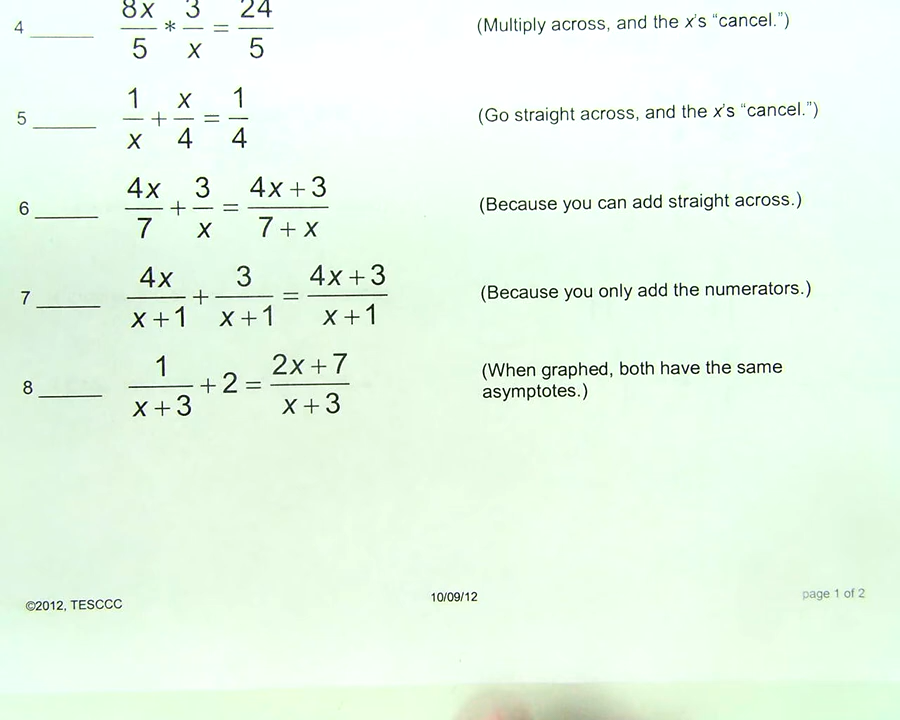 4 ______ 8x/5 * 3/x = 24/5 (Multiply across, and the x's “cancel.”)
5 ______ 1/x + x/4 = 1/4 (Go straight across, and the x's “cancel.”)
6 ______ 4x/7 + 3/x = (4x + 3)/(7 + x) (Because you can add straight across.)
7 ______ 4x/(x + 1) + 3/(x + 1) = (4x + 3)/(x + 1) (Because you only add the numerators.)
8 ______ 1/(x + 3) + 2 = (2x + 7)/(x + 3) (When graphed, both have the same
asymptotes.)
©2012, TESCCC 10/09/12 page 1 of 2